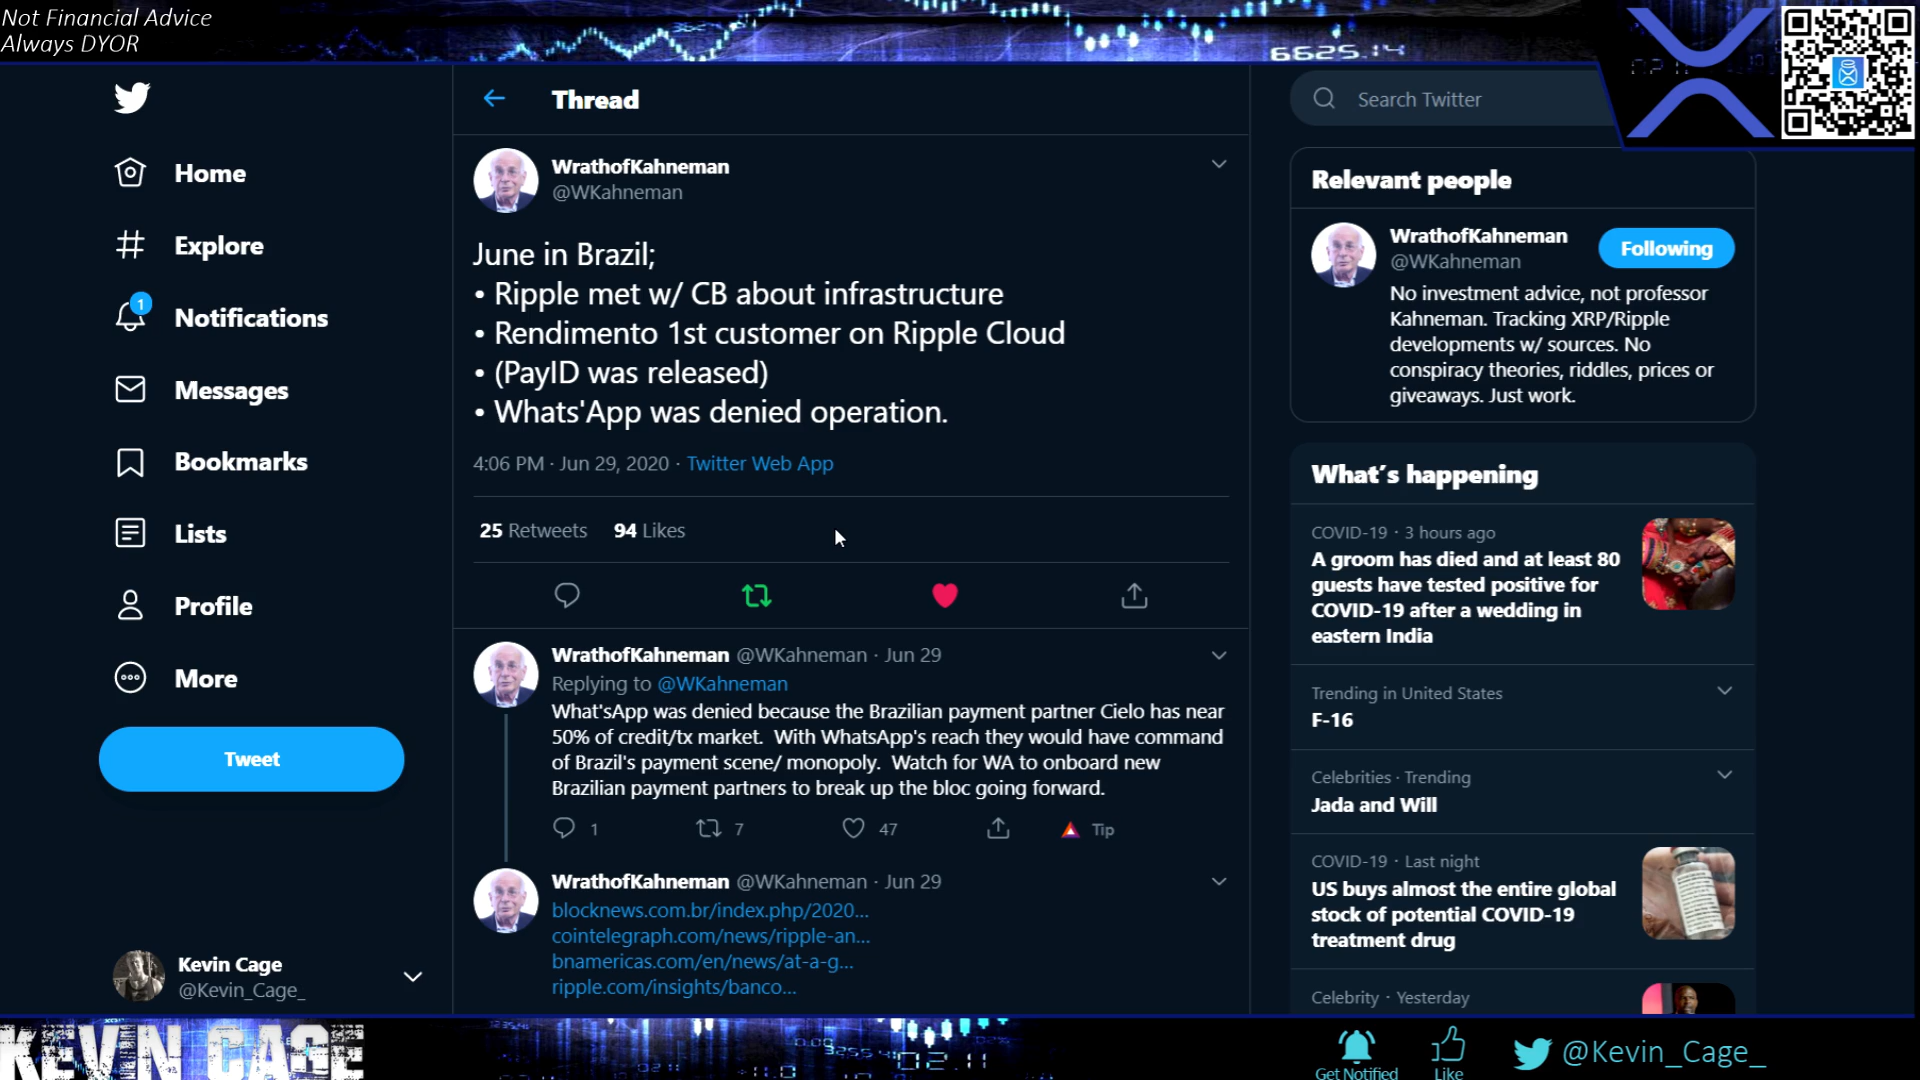 Not Financial Advice
Always DYOR
6625.14
Home
Explore
1
Notifications
Messages
Bookmarks
Lists
Profile
More
Tweet
Kevin Cage
@Kevin_Cage_
Thread
WrathofKahneman
@WKahneman
June in Brazil;
• Ripple met w/ CB about infrastructure
• Rendimento 1st customer on Ripple Cloud
• (PayID was released)
• Whats'App was denied operation.
4:06 PM · Jun 29, 2020 · Twitter Web App
25 Retweets 94 Likes
WrathofKahneman @WKahneman · Jun 29
Replying to @WKahneman
What'sApp was denied because the Brazilian payment partner Cielo has near
50% of credit/tx market. With WhatsApp's reach they would have command
of Brazil's payment scene/ monopoly. Watch for WA to onboard new
Brazilian payment partners to break up the bloc going forward.
1 7 47 Tip
WrathofKahneman @WKahneman · Jun 29
blocknews.com.br/index.php/2020...
cointelegraph.com/news/ripple-an...
bnamericas.com/en/news/at-a-g...
ripple.com/insights/banco...
Search Twitter
Relevant people
WrathofKahneman
@WKahneman
Following
No investment advice, not professor
Kahneman. Tracking XRP/Ripple
developments w/ sources. No
conspiracy theories, riddles, prices or
giveaways. Just work.
What's happening
COVID-19 · 3 hours ago
A groom has died and at least 80
guests have tested positive for
COVID-19 after a wedding in
eastern India
Trending in United States
F-16
Celebrities · Trending
Jada and Will
COVID-19 · Last night
US buys almost the entire global
stock of potential COVID-19
treatment drug
Celebrity · Yesterday
KEVIN CAGE
02.11
Get Notified
Like
@Kevin_Cage_